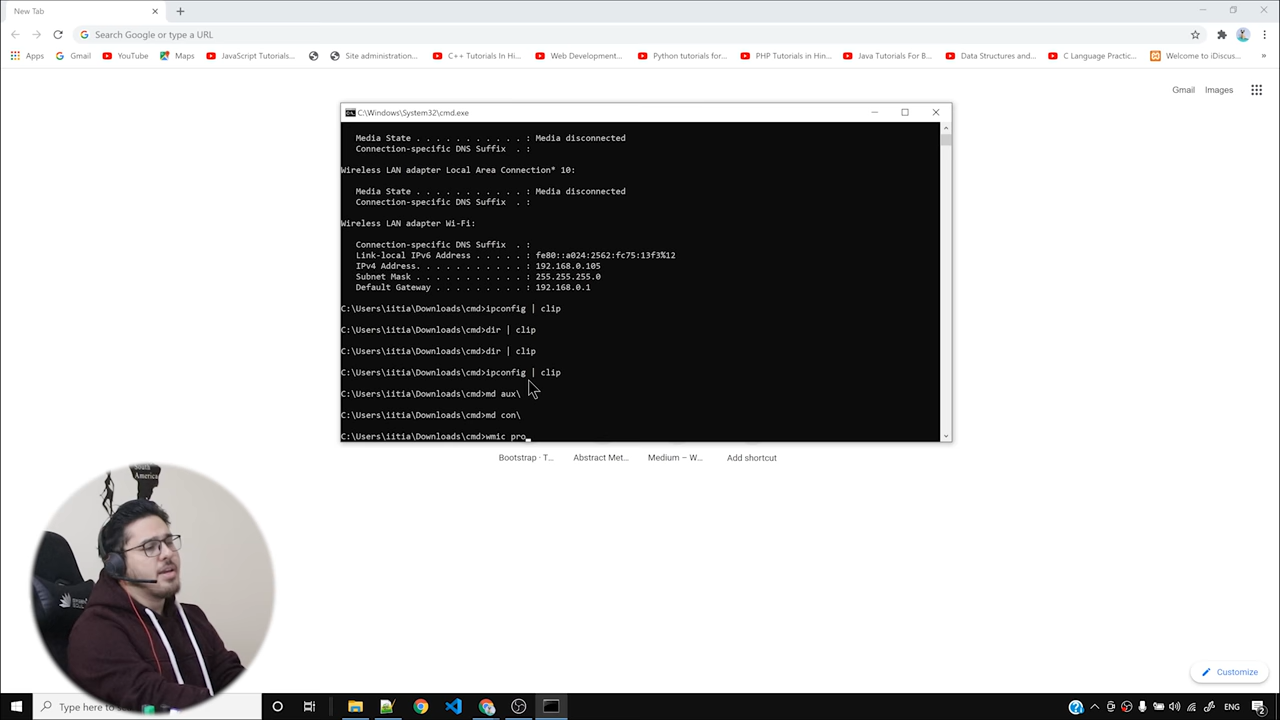 New Tab
Search Google or type a URL
Apps
Gmail
YouTube
Maps
JavaScript Tutorials...
Site administration...
C++ Tutorials In Hi...
Web Development...
Python tutorials for...
PHP Tutorials in Hin...
Java Tutorials For B...
Data Structures and...
C Language Practic...
Welcome to iDiscus...
»
Gmail Images
C:\Windows\System32\cmd.exe
Media State . . . . . . . . . . . : Media disconnected
Connection-specific DNS Suffix . :
Wireless LAN adapter Local Area Connection* 10:
Media State . . . . . . . . . . . : Media disconnected
Connection-specific DNS Suffix . :
Wireless LAN adapter Wi-Fi:
Connection-specific DNS Suffix . :
Link-local IPv6 Address . . . . . : fe80::a024:2562:fc75:13f3%12
IPv4 Address. . . . . . . . . . . : 192.168.0.105
Subnet Mask . . . . . . . . . . . : 255.255.255.0
Default Gateway . . . . . . . . . : 192.168.0.1
C:\Users\iitia\Downloads\cmd>ipconfig | clip
C:\Users\iitia\Downloads\cmd>dir | clip
C:\Users\iitia\Downloads\cmd>dir | clip
C:\Users\iitia\Downloads\cmd>ipconfig | clip
C:\Users\iitia\Downloads\cmd>md aux\
C:\Users\iitia\Downloads\cmd>md con\
C:\Users\iitia\Downloads\cmd>wmic pro_
Bootstrap · T...
Abstract Met...
Medium – W...
Add shortcut
South
America
Customize
Type here to
ENG
2